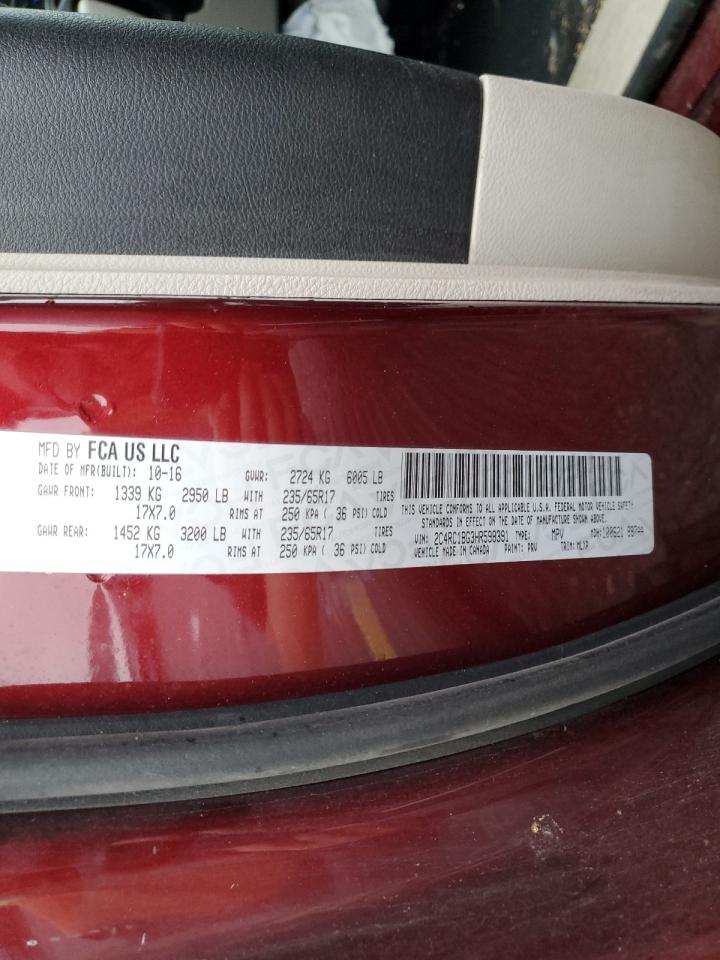 MFD BY FCA US LLC
DATE OF MFR(BUILT): 10-16 GVWR: 2724 KG 6005 LB
GAWR FRONT: 1339 KG 2950 LB WITH 235/65R17 TIRES
17X7.0 RIMS AT 250 KPA ( 36 PSI) COLD
GAWR REAR: 1452 KG 3200 LB WITH 235/65R17 TIRES
17X7.0 RIMS AT 250 KPA ( 36 PSI) COLD
THIS VEHICLE CONFORMS TO ALL APPLICABLE U.S.A. FEDERAL MOTOR VEHICLE SAFETY
STANDARDS IN EFFECT ON THE DATE OF MANUFACTURE SHOWN ABOVE.
VIN: 2C4RC1BG3HR599391 TYPE: MPV MDH:
VEHICLE MADE IN CANADA PAINT: PRV TRIM: